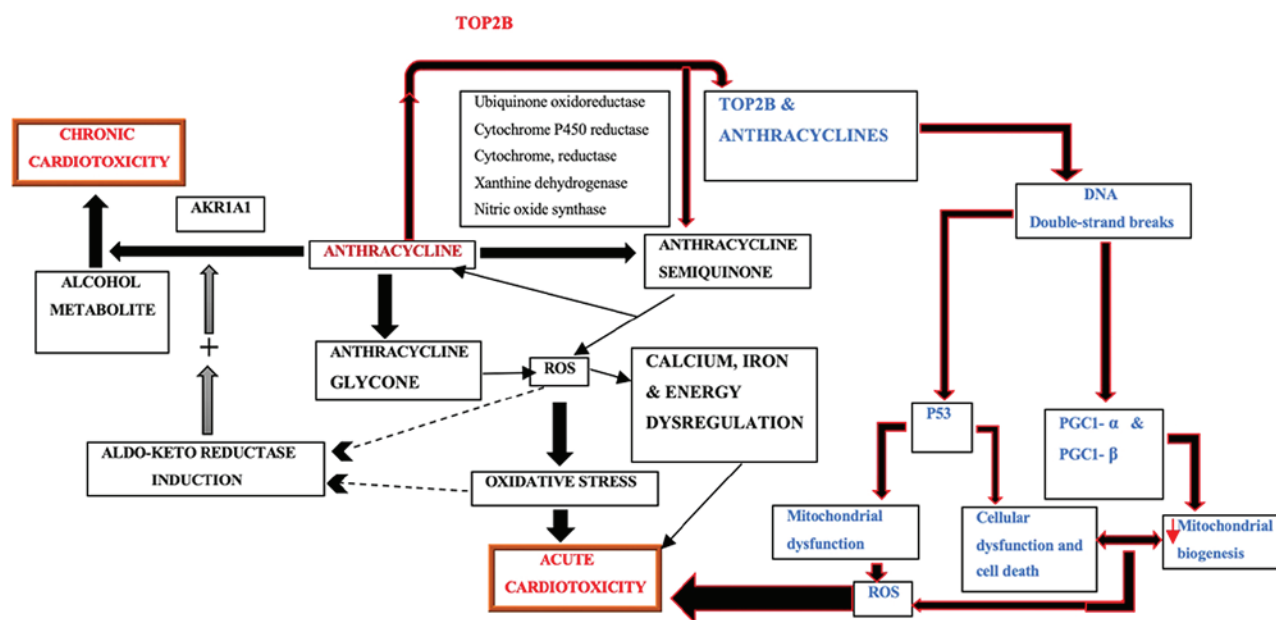 TOP2B
Ubiquinone oxidoreductase
Cytochrome P450 reductase
Cytochrome, reductase
Xanthine dehydrogenase
Nitric oxide synthase
TOP2B &
ANTHRACYCLINES
CHRONIC
CARDIOTOXICITY
AKR1A1
DNA
Double-strand breaks
ANTHRACYCLINE
ANTHRACYCLINE
SEMIQUINONE
ALCOHOL
METABOLITE
ANTHRACYCLINE
GLYCONE
ROS
CALCIUM, IRON
& ENERGY
DYSREGULATION
+
P53
PGC1- α &
PGC1- β
ALDO-KETO REDUCTASE
INDUCTION
OXIDATIVE STRESS
Mitochondrial
dysfunction
Cellular
dysfunction and
cell death
Mitochondrial
biogenesis
ACUTE
CARDIOTOXICITY
ROS